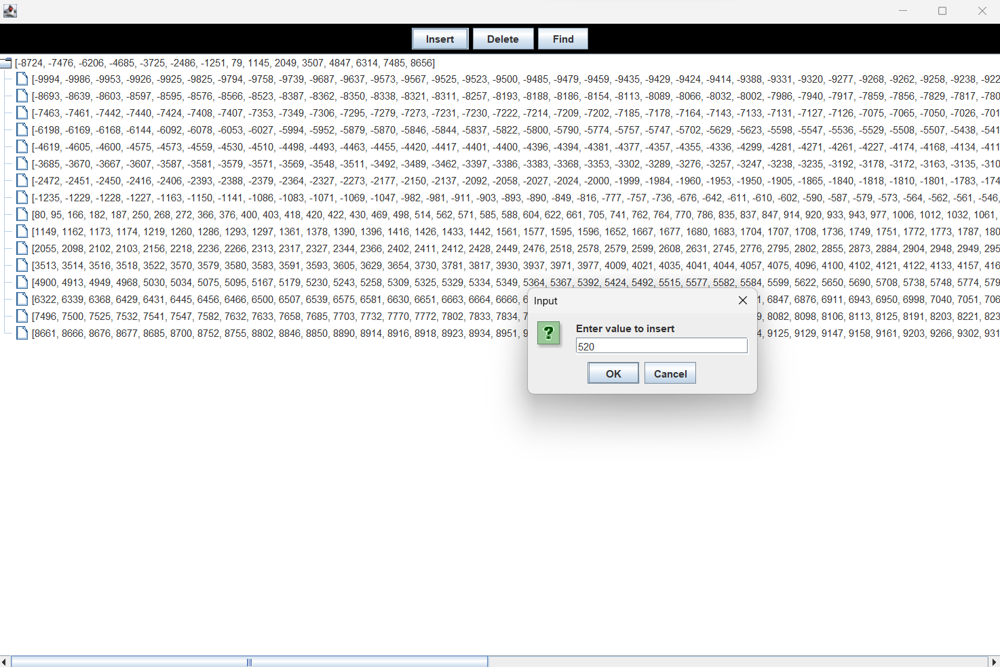 Insert Delete Find
[-8724, -7476, -6206, -4685, -3725, -2486, -1251, 79, 1145, 2049, 3507, 4847, 6314, 7485, 8656]
[-9994, -9986, -9953, -9926, -9925, -9825, -9794, -9758, -9739, -9687, -9637, -9573, -9567, -9525, -9523, -9500, -9485, -9479, -9459, -9435, -9429, -9424, -9414, -9388, -9331, -9320, -9277, -9268, -9262, -9258, -9238, -922
[-8693, -8639, -8603, -8597, -8595, -8576, -8566, -8523, -8387, -8362, -8350, -8338, -8321, -8311, -8257, -8193, -8188, -8186, -8154, -8113, -8089, -8066, -8032, -8002, -7986, -7940, -7917, -7859, -7856, -7829, -7817, -780
[-7463, -7461, -7442, -7440, -7424, -7408, -7407, -7353, -7349, -7306, -7295, -7279, -7273, -7231, -7230, -7222, -7214, -7209, -7202, -7185, -7178, -7164, -7143, -7133, -7131, -7127, -7126, -7075, -7065, -7050, -7026, -701
[-6198, -6169, -6168, -6144, -6092, -6078, -6053, -6027, -5994, -5952, -5879, -5870, -5846, -5844, -5837, -5822, -5800, -5790, -5774, -5757, -5747, -5702, -5629, -5623, -5598, -5547, -5536, -5529, -5508, -5507, -5438, -541
[-4619, -4605, -4600, -4575, -4573, -4559, -4530, -4510, -4498, -4493, -4463, -4455, -4420, -4417, -4401, -4400, -4396, -4394, -4381, -4377, -4357, -4355, -4336, -4299, -4281, -4271, -4261, -4227, -4174, -4168, -4134, -411
[-3685, -3670, -3667, -3607, -3587, -3581, -3579, -3571, -3569, -3548, -3511, -3492, -3489, -3462, -3397, -3386, -3383, -3368, -3353, -3302, -3289, -3276, -3257, -3247, -3238, -3235, -3192, -3178, -3172, -3163, -3135, -310
[-2472, -2451, -2450, -2416, -2406, -2393, -2388, -2379, -2364, -2327, -2273, -2177, -2150, -2137, -2092, -2058, -2027, -2024, -2000, -1999, -1984, -1960, -1953, -1950, -1905, -1865, -1840, -1818, -1810, -1801, -1783, -174
[-1235, -1229, -1228, -1227, -1163, -1150, -1141, -1086, -1083, -1071, -1069, -1047, -982, -981, -911, -903, -893, -890, -849, -816, -777, -757, -736, -676, -642, -611, -610, -602, -590, -587, -579, -573, -564, -562, -561, -546,
[80, 95, 166, 182, 187, 250, 268, 272, 366, 376, 400, 403, 418, 420, 422, 430, 469, 498, 514, 562, 571, 585, 588, 604, 622, 661, 705, 741, 762, 764, 770, 786, 835, 837, 847, 914, 920, 933, 943, 977, 1006, 1012, 1032, 1061,
[1149, 1162, 1173, 1174, 1219, 1260, 1286, 1293, 1297, 1361, 1378, 1390, 1396, 1416, 1426, 1433, 1442, 1561, 1577, 1595, 1596, 1652, 1667, 1677, 1680, 1683, 1704, 1707, 1708, 1736, 1749, 1751, 1772, 1773, 1787, 180
[2055, 2098, 2102, 2103, 2156, 2218, 2236, 2266, 2313, 2317, 2327, 2344, 2366, 2402, 2411, 2412, 2428, 2449, 2476, 2518, 2578, 2579, 2599, 2608, 2631, 2745, 2776, 2795, 2802, 2855, 2873, 2884, 2904, 2948, 2949, 295
[3513, 3514, 3516, 3518, 3522, 3570, 3579, 3580, 3583, 3591, 3593, 3605, 3629, 3654, 3730, 3781, 3817, 3930, 3937, 3971, 3977, 4009, 4021, 4035, 4041, 4044, 4057, 4075, 4096, 4100, 4102, 4121, 4122, 4133, 4157, 416
[4900, 4913, 4949, 4968, 5030, 5034, 5075, 5095, 5167, 5179, 5230, 5243, 5258, 5309, 5325, 5329, 5334, 5349, 5364, 5367, 5392, 5424, 5492, 5515, 5577, 5582, 5584, 5599, 5622, 5650, 5690, 5708, 5738, 5748, 5774, 579
[6322, 6339, 6368, 6429, 6431, 6445, 6456, 6466, 6500, 6507, 6539, 6575, 6581, 6630, 6651, 6663, 6664, 6666, 6847, 6876, 6911, 6943, 6950, 6998, 7040, 7051, 706
[7496, 7500, 7525, 7532, 7541, 7547, 7582, 7632, 7633, 7658, 7685, 7703, 7732, 7770, 7772, 7802, 7833, 7834, 8082, 8098, 8106, 8113, 8125, 8191, 8203, 8221, 823
[8661, 8666, 8676, 8677, 8685, 8700, 8752, 8755, 8802, 8846, 8850, 8890, 8914, 8916, 8918, 8923, 8934, 8951, 9125, 9129, 9147, 9158, 9161, 9203, 9266, 9302, 931
Input
Enter value to insert
520
OK Cancel